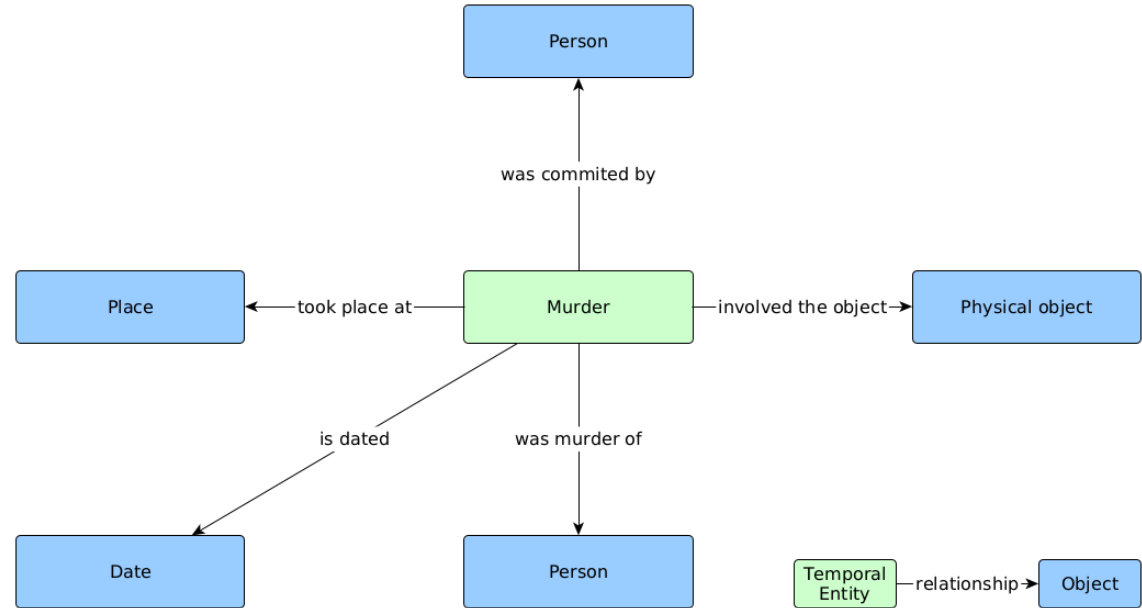 Person
was commited by
Place
took place at
Murder
involved the object
Physical object
is dated
was murder of
Date
Person
Temporal
Entity
relationship
Object